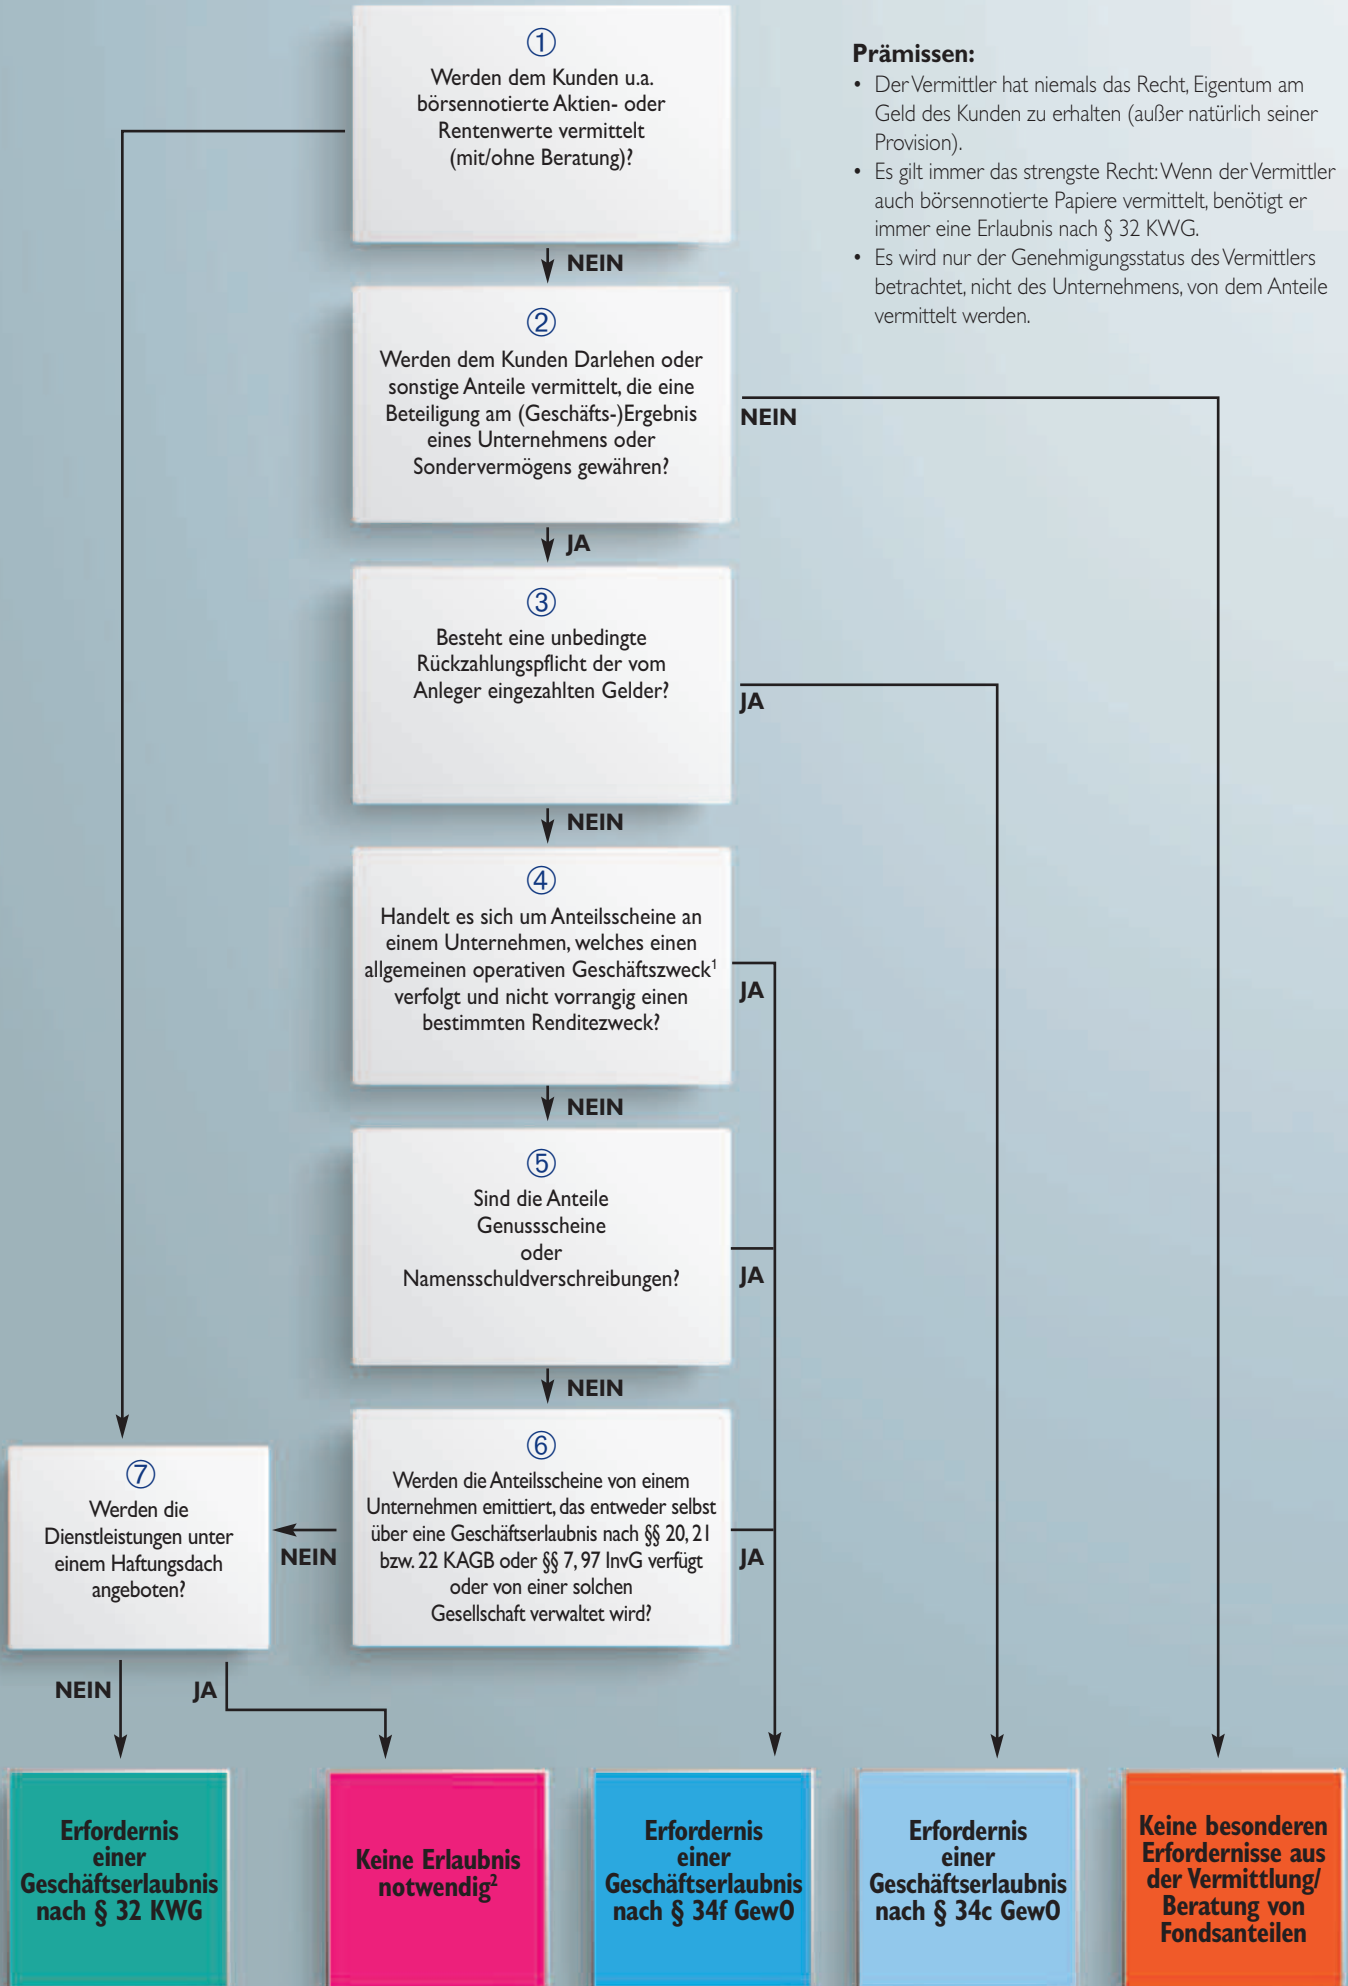 ①
Werden dem Kunden u.a.
börsennotierte Aktien- oder
Rentenwerte vermittelt
(mit/ohne Beratung)?
Prämissen:
• Der Vermittler hat niemals das Recht, Eigentum am
Geld des Kunden zu erhalten (außer natürlich seiner
Provision).
• Es gilt immer das strengste Recht: Wenn der Vermittler
auch börsennotierte Papiere vermittelt, benötigt er
immer eine Erlaubnis nach § 32 KWG.
• Es wird nur der Genehmigungsstatus des Vermittlers
betrachtet, nicht des Unternehmens, von dem Anteile
vermittelt werden.
NEIN
②
Werden dem Kunden Darlehen oder
sonstige Anteile vermittelt, die eine
Beteiligung am (Geschäfts-)Ergebnis
eines Unternehmens oder
Sondervermögens gewähren?
NEIN
JA
③
Besteht eine unbedingte
Rückzahlungspflicht der vom
Anleger eingezahlten Gelder?
JA
NEIN
④
Handelt es sich um Anteilsscheine an
einem Unternehmen, welches einen
allgemeinen operativen Geschäftszweck¹
verfolgt und nicht vorrangig einen
bestimmten Renditezweck?
JA
NEIN
⑤
Sind die Anteile
Genussscheine
oder
Namensschuldverschreibungen?
JA
NEIN
⑥
Werden die Anteilsscheine von einem
Unternehmen emittiert, das entweder selbst
über eine Geschäftserlaubnis nach §§ 20, 21
bzw. 22 KAGB oder §§ 7, 97 InvG verfügt
oder von einer solchen
Gesellschaft verwaltet wird?
JA
NEIN
⑦
Werden die
Dienstleistungen unter
einem Haftungsdach
angeboten?
NEIN
JA
Erfordernis
einer
Geschäftserlaubnis
nach § 32 KWG
Keine Erlaubnis
notwendig²
Erfordernis
einer
Geschäftserlaubnis
nach § 34f GewO
Erfordernis
einer
Geschäftserlaubnis
nach § 34c GewO
Keine besonderen
Erfordernisse aus
der Vermittlung/
Beratung von
Fondsanteilen